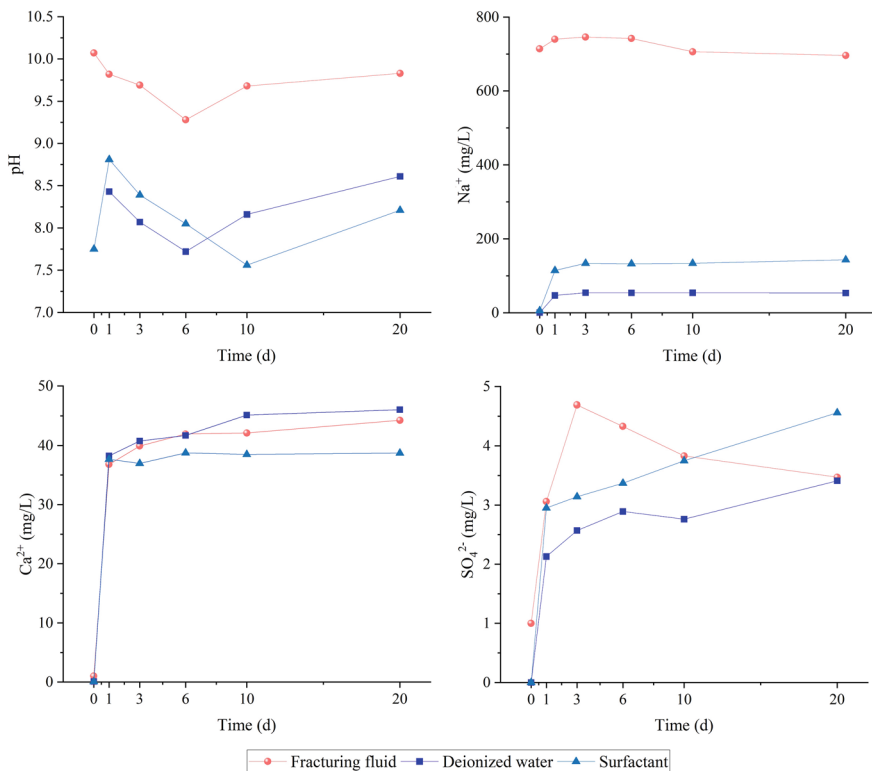 10.5
10.0
9.5
9.0
8.5
8.0
7.5
7.0
pH
0 1 3 6 10 20
Time (d)
800
600
400
200
0
Na⁺ (mg/L)
0 1 3 6 10 20
Time (d)
50
40
30
20
10
0
Ca²⁺ (mg/L)
0 1 3 6 10 20
Time (d)
5
4
3
2
1
0
SO₄²⁻ (mg/L)
0 1 3 6 10 20
Time (d)
Fracturing fluid Deionized water Surfactant